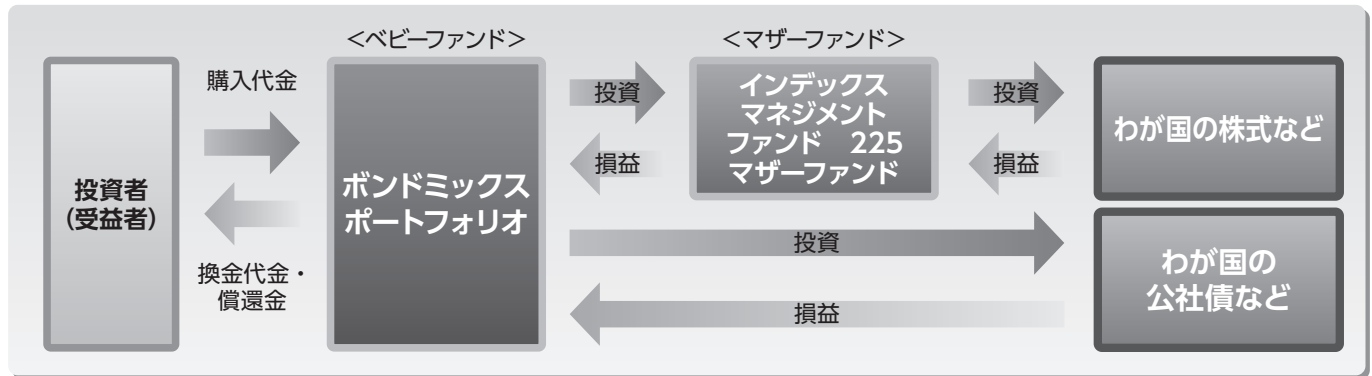 <ベビーファンド>
<マザーファンド>
投資者
(受益者)
購入代金
換金代金・
償還金
ボンドミックス
ポートフォリオ
投資
損益
インデックス
マネジメント
ファンド 225
マザーファンド
投資
損益
わが国の株式など
投資
損益
わが国の
公社債など